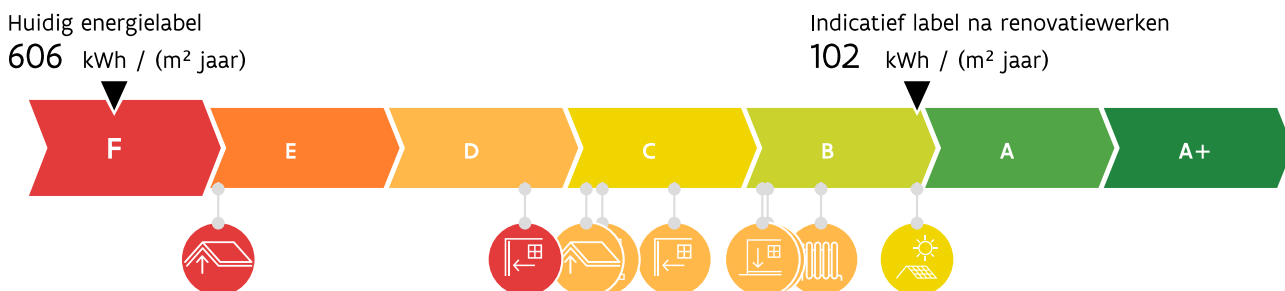 Huidig energielabel
606 kWh / (m² jaar)
Indicatief label na renovatiewerken
102 kWh / (m² jaar)
F E D C B A A+